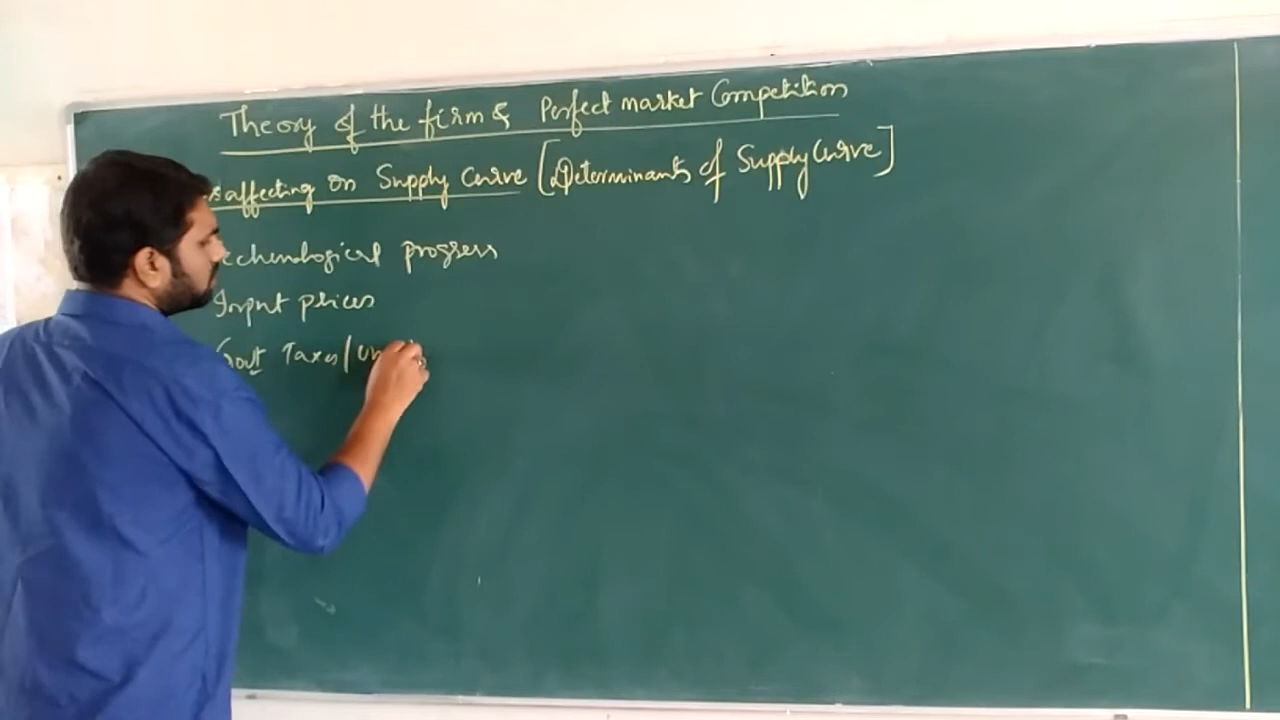 Theory of the firm & Perfect market Competition
affecting on Supply Curve [Determinants of Supply Curve]
echnological progress
Input prices
Govt Taxes/